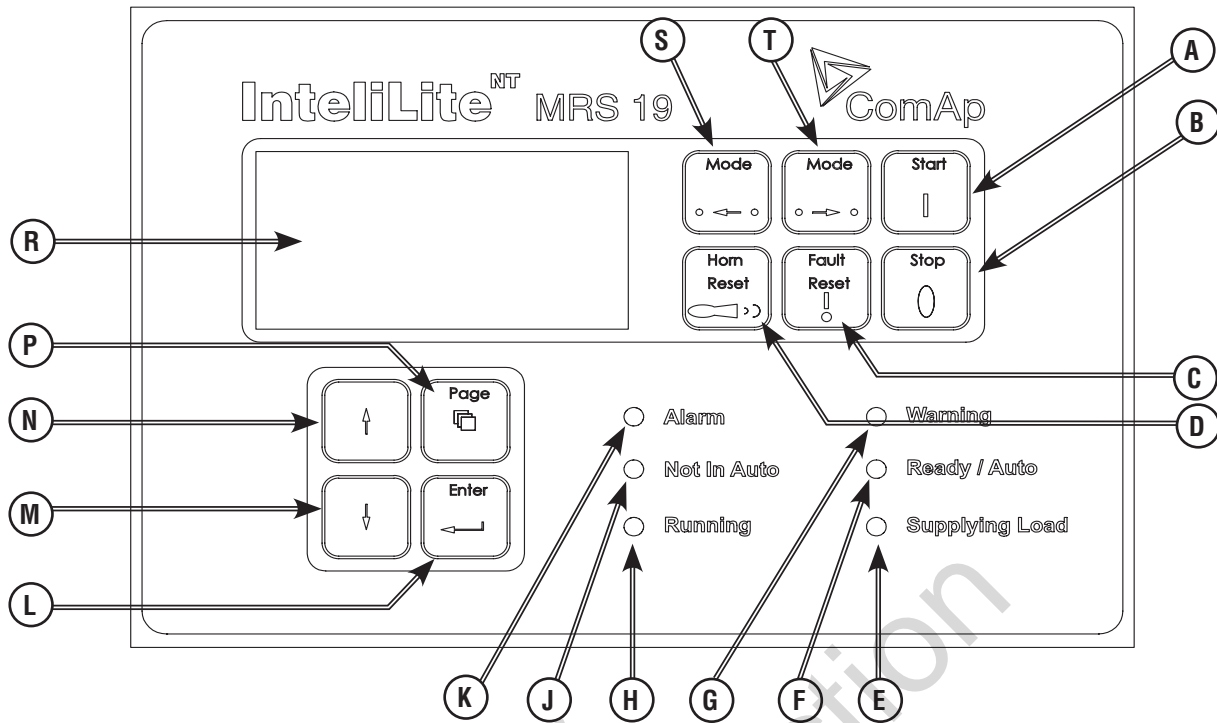 S
T
A
InteliLite NT MRS 19
ComAp
B
Mode
Mode
Start
R
Horn Reset
Fault Reset
Stop
P
Page
C
N
Alarm
Warning
D
Not In Auto
Ready / Auto
M
Enter
Running
Supplying Load
L
K
J
H
G
F
E